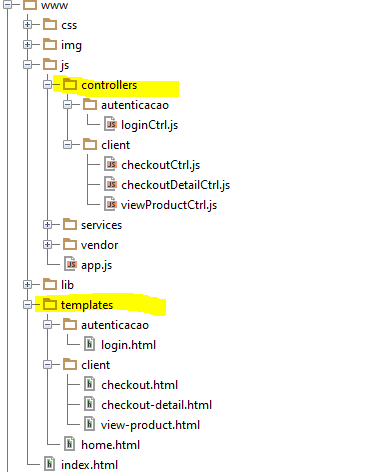 www
css
img
js
controllers
autenticacao
loginCtrl.js
client
checkoutCtrl.js
checkoutDetailCtrl.js
viewProductCtrl.js
services
vendor
app.js
lib
templates
autenticacao
login.html
client
checkout.html
checkout-detail.html
view-product.html
home.html
index.html